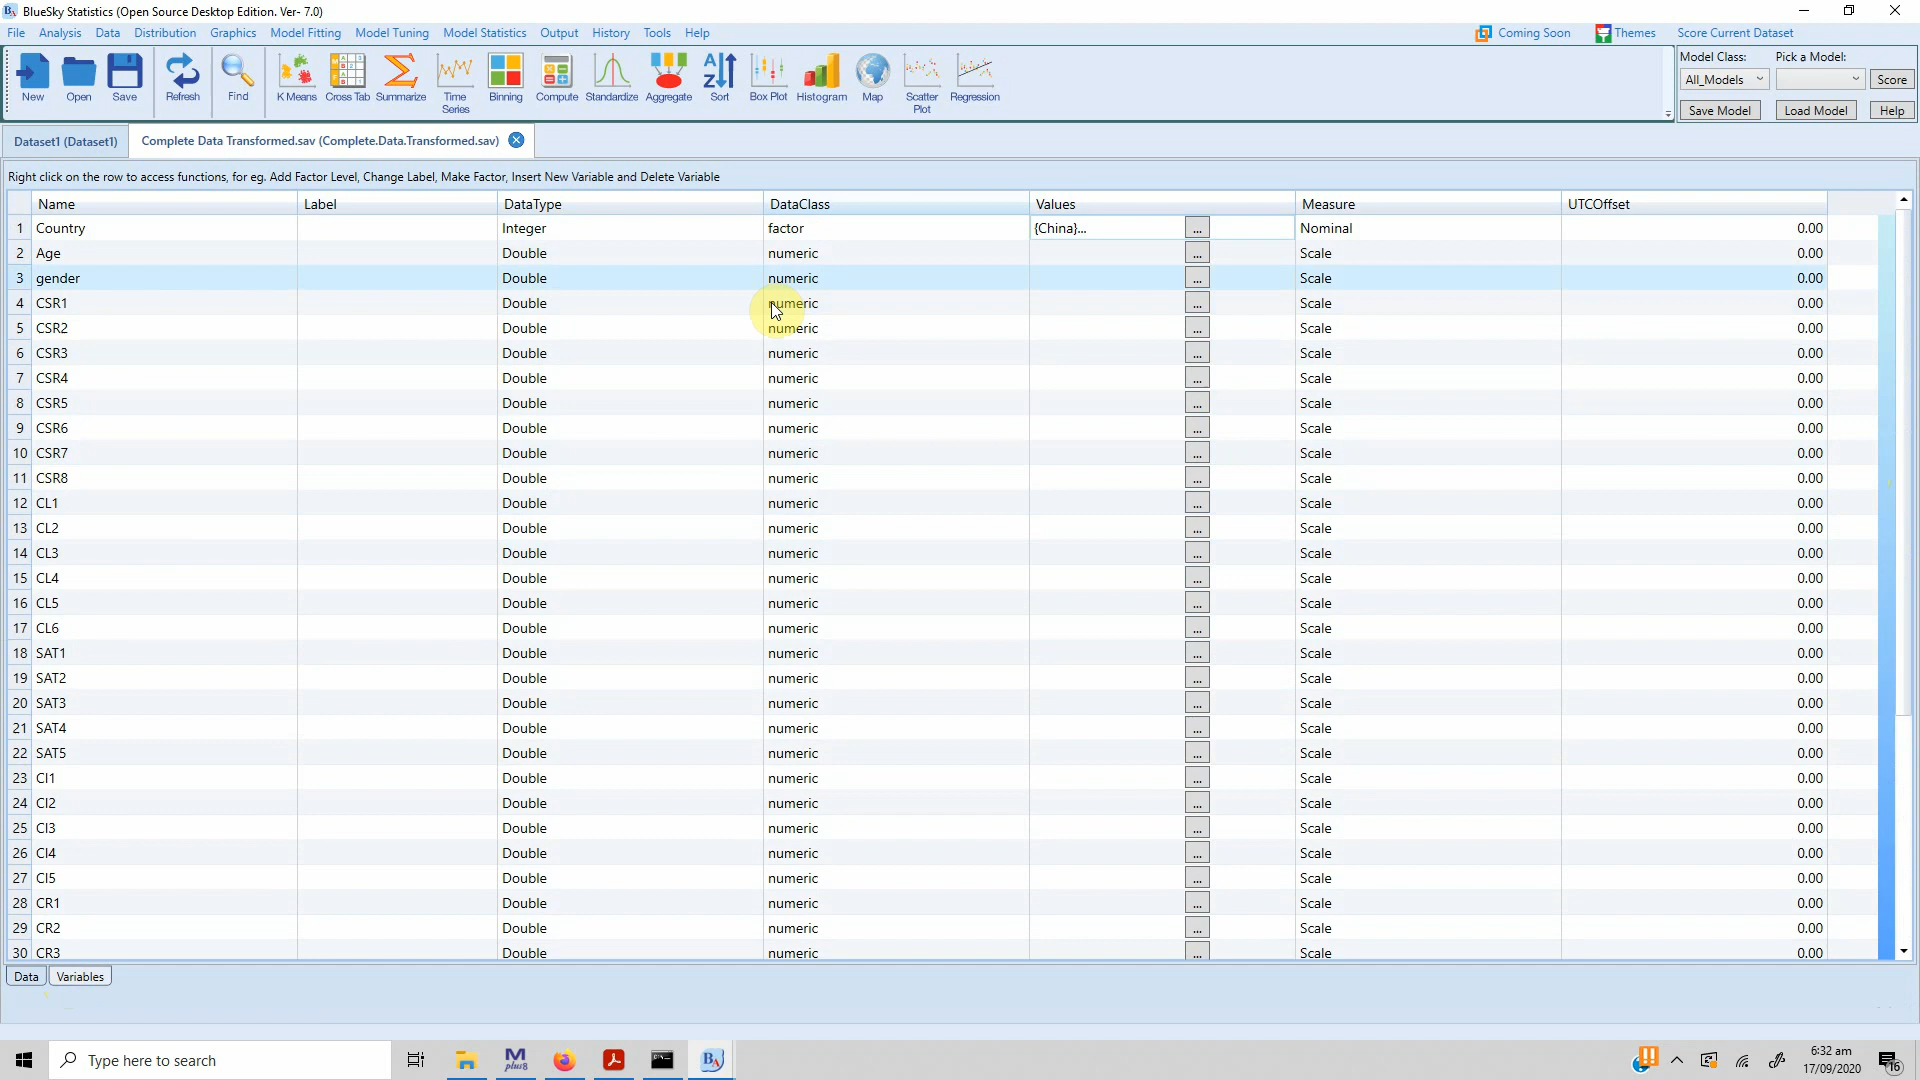 BlueSky Statistics (Open Source Desktop Edition. Ver- 7.0)
File Analysis Data Distribution Graphics Model Fitting Model Tuning Model Statistics Output History Tools Help Coming Soon Themes Score Current Dataset
Model Class: Pick a Model:
All_Models Score
New Open Save Refresh Find K Means Cross Tab Summarize Time Series Binning Compute Standardize Aggregate Sort Box Plot Histogram Map Scatter Plot Regression
Save Model Load Model Help
Dataset1 (Dataset1) Complete Data Transformed.sav (Complete.Data.Transformed.sav)
Right click on the row to access functions, for eg. Add Factor Level, Change Label, Make Factor, Insert New Variable and Delete Variable
Name Label DataType DataClass Values Measure UTCOffset
1 Country Integer factor {China}... ... Nominal 0.00
2 Age Double numeric ... Scale 0.00
3 gender Double numeric ... Scale 0.00
4 CSR1 Double numeric ... Scale 0.00
5 CSR2 Double numeric ... Scale 0.00
6 CSR3 Double numeric ... Scale 0.00
7 CSR4 Double numeric ... Scale 0.00
8 CSR5 Double numeric ... Scale 0.00
9 CSR6 Double numeric ... Scale 0.00
10 CSR7 Double numeric ... Scale 0.00
11 CSR8 Double numeric ... Scale 0.00
12 CL1 Double numeric ... Scale 0.00
13 CL2 Double numeric ... Scale 0.00
14 CL3 Double numeric ... Scale 0.00
15 CL4 Double numeric ... Scale 0.00
16 CL5 Double numeric ... Scale 0.00
17 CL6 Double numeric ... Scale 0.00
18 SAT1 Double numeric ... Scale 0.00
19 SAT2 Double numeric ... Scale 0.00
20 SAT3 Double numeric ... Scale 0.00
21 SAT4 Double numeric ... Scale 0.00
22 SAT5 Double numeric ... Scale 0.00
23 CI1 Double numeric ... Scale 0.00
24 CI2 Double numeric ... Scale 0.00
25 CI3 Double numeric ... Scale 0.00
26 CI4 Double numeric ... Scale 0.00
27 CI5 Double numeric ... Scale 0.00
28 CR1 Double numeric ... Scale 0.00
29 CR2 Double numeric ... Scale 0.00
30 CR3 Double numeric ... Scale 0.00
Data Variables
Type here to search
6:32 am
17/09/2020
16